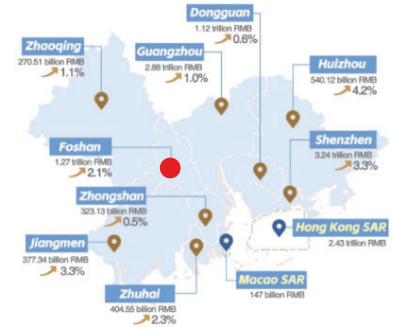 Dongguan
1.12 trillion RMB
0.6%
Zhaoqing
270.51 billion RMB
1.1%
Guangzhou
2.88 trillion RMB
1.0%
Huizhou
540.12 billion RMB
4.2%
Foshan
1.27 trillion RMB
2.1%
Shenzhen
3.24 trillion RMB
3.3%
Zhongshan
323.13 billion RMB
0.5%
Hong Kong SAR
2.43 trillion RMB
Jiangmen
377.34 billion RMB
3.3%
Macao SAR
147 billion RMB
Zhuhai
404.55 billion RMB
2.3%